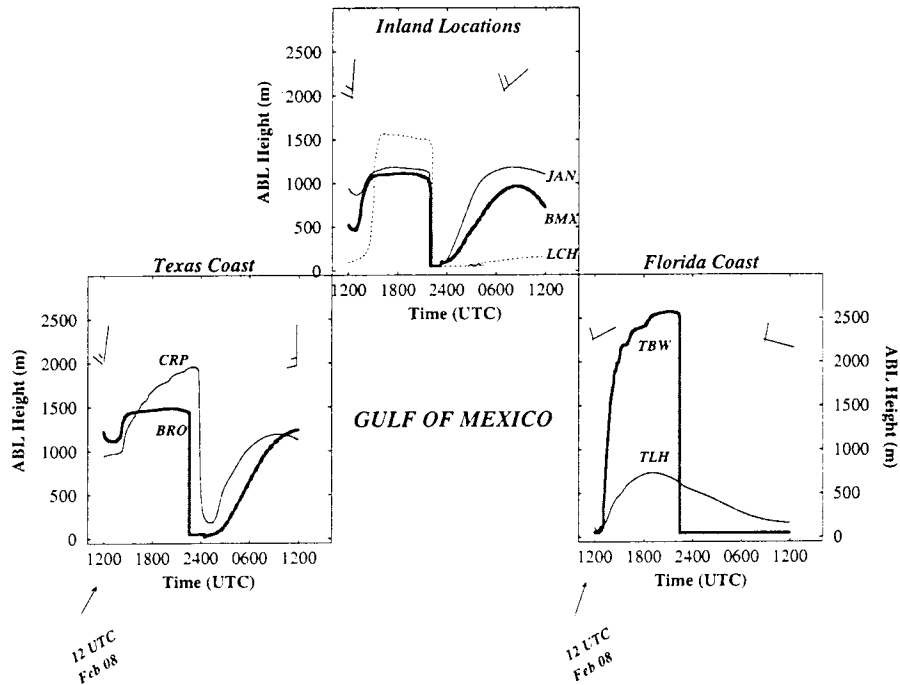 Inland Locations
2500
2000
1500
1000
500
0
ABL Height (m)
JAN
BMX
LCH
1200 1800 2400 0600 1200
Time (UTC)
Texas Coast
2500
2000
1500
1000
500
0
ABL Height (m)
CRP
BRO
1200 1800 2400 0600 1200
Time (UTC)
12 UTC
Feb 08
GULF OF MEXICO
Florida Coast
TBW
TLH
2500
2000
1500
1000
500
0
ABL Height (m)
1200 1800 2400 0600 1200
Time (UTC)
12 UTC
Feb 08